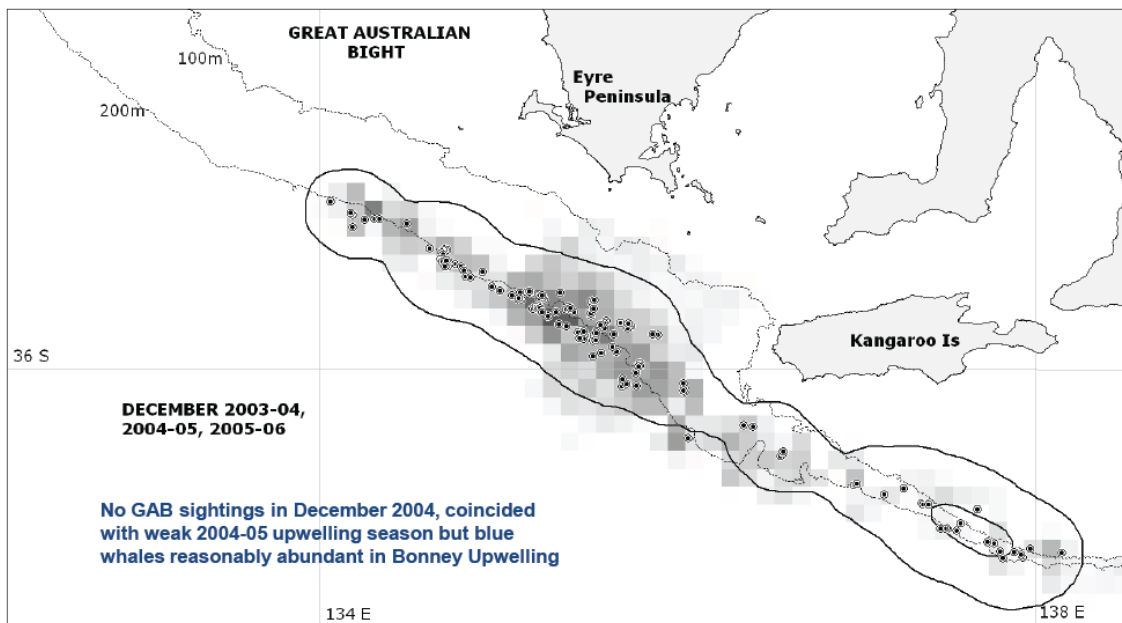 GREAT AUSTRALIAN
BIGHT
100m
Eyre
Peninsula
200m
36 S
Kangaroo Is
DECEMBER 2003-04,
2004-05, 2005-06
No GAB sightings in December 2004, coincided
with weak 2004-05 upwelling season but blue
whales reasonably abundant in Bonney Upwelling
134 E
138 E